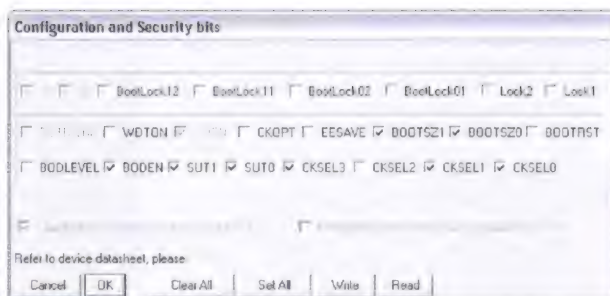 Configuration and Security bits
BootLock12 BootLock11 BootLock02 BootLock01 Lock2 Lock1
WDTON CKOPT EESAVE BOOTSZ1 BOOTSZ0 BOOTRST
BODLEVEL BODEN SUT1 SUT0 CKSEL3 CKSEL2 CKSEL1 CKSEL0
Refer to device datasheet, please
Cancel OK Clear All Set All Write Read